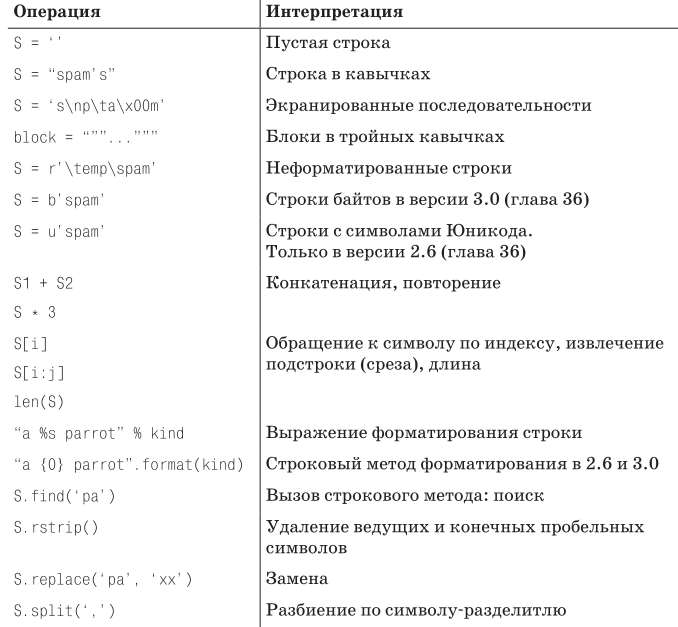 Операция Интерпретация
S = ‘’ Пустая строка
S = “spam’s” Строка в кавычках
S = ‘s\np\ta\x00m’ Экранированные последовательности
block = “””...””” Блоки в тройных кавычках
S = r’\temp\spam’ Неформатированные строки
S = b’spam’ Строки байтов в версии 3.0 (глава 36)
S = u’spam’ Строки с символами Юникода.
Только в версии 2.6 (глава 36)
S1 + S2 Конкатенация, повторение
S * 3
S[i] Обращение к символу по индексу, извлечение
S[i:j] подстроки (среза), длина
len(S)
“a %s parrot” % kind Выражение форматирования строки
“a {0} parrot”.format(kind) Строковый метод форматирования в 2.6 и 3.0
S.find(‘pa’) Вызов строкового метода: поиск
S.rstrip() Удаление ведущих и конечных пробельных
символов
S.replace(‘pa’, ‘xx’) Замена
S.split(‘,’) Разбиение по символу-разделитлю